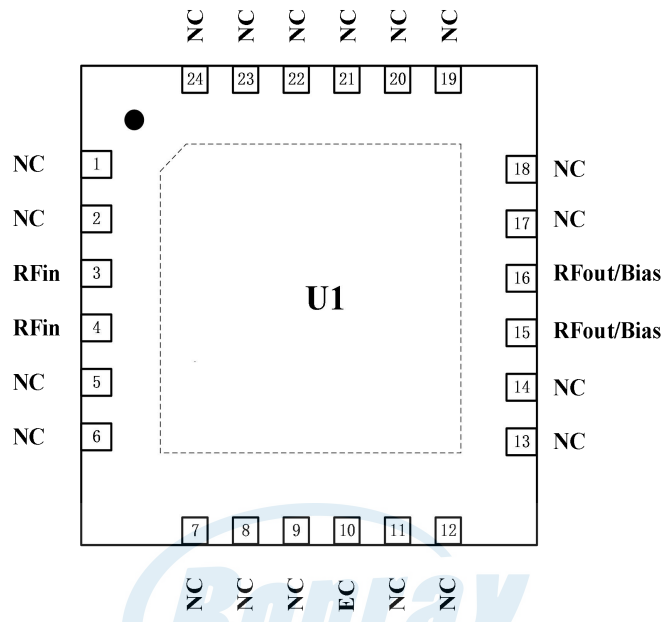 NC NC NC NC NC NC
24 23 22 21 20 19
NC 1 18 NC
NC 2 17 NC
RFin 3 16 RFout/Bias
U1
RFin 4 15 RFout/Bias
NC 5 14 NC
NC 6 13 NC
7 8 9 10 11 12
NC NC NC EC NC NC
Bonray